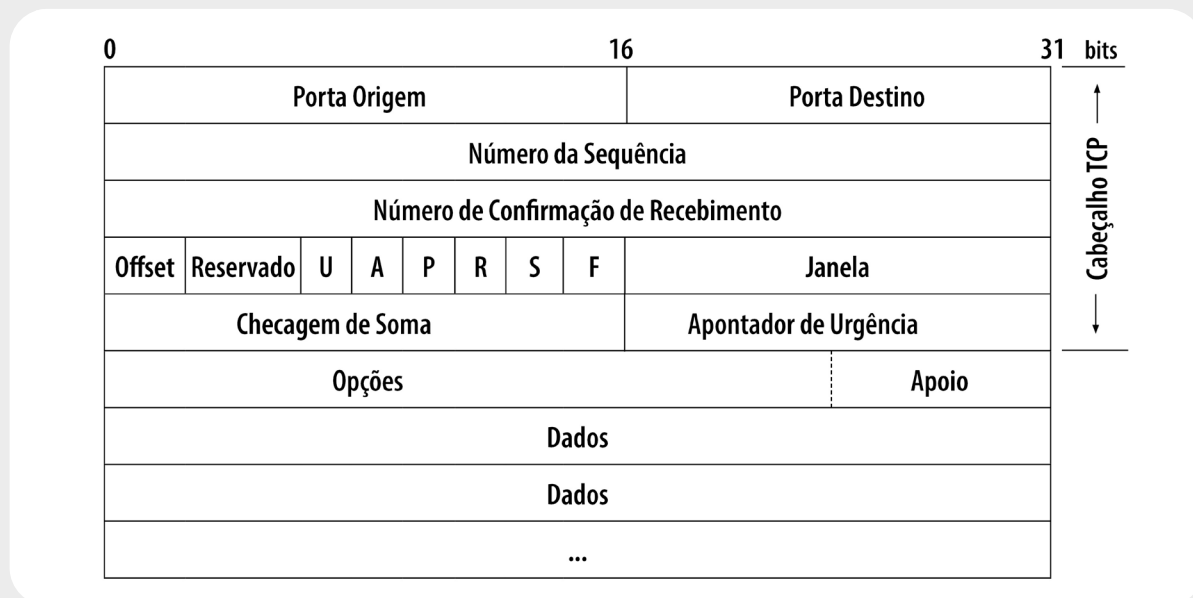 0 16 31 bits
Porta Origem Porta Destino
Número da Sequência
Número de Confirmação de Recebimento
Offset Reservado U A P R S F Janela
Checagem de Soma Apontador de Urgência
Opções Apoio
Dados
Dados
...
Cabeçalho TCP